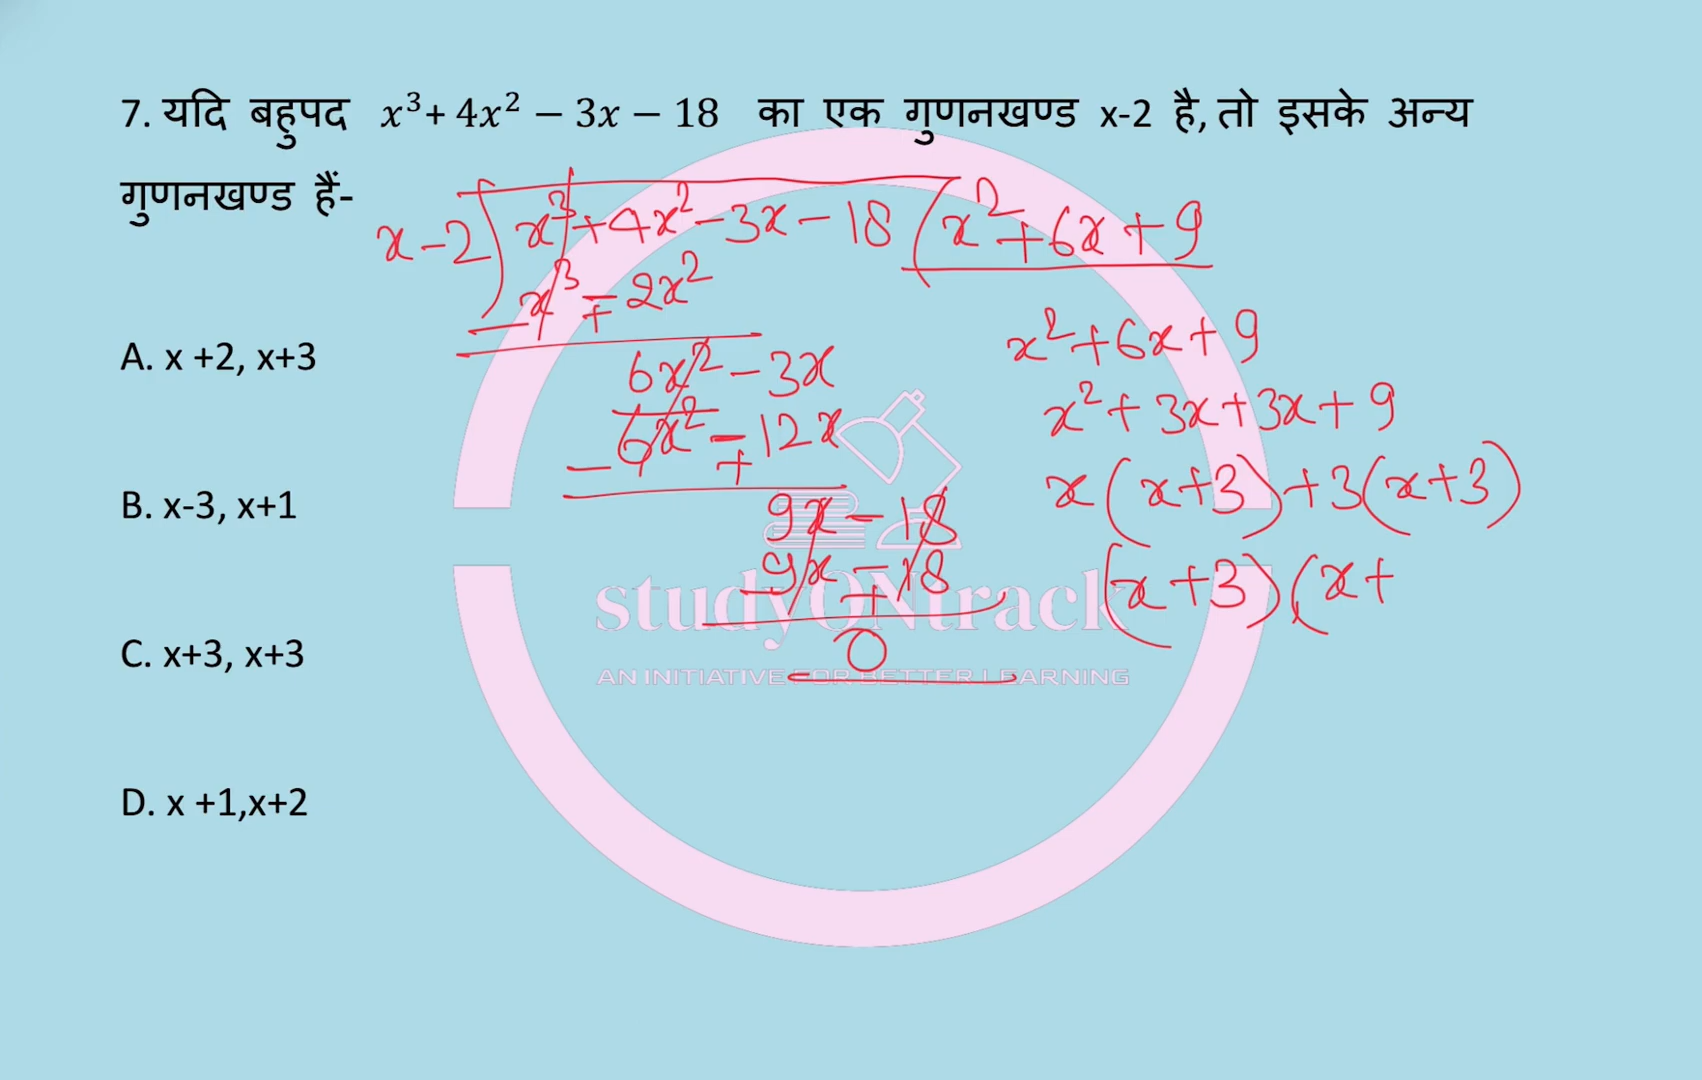 7. यदि बहुपद x³+ 4x² − 3x − 18 का एक गुणनखण्ड x-2 है, तो इसके अन्य
गुणनखण्ड हैं-
x-2) x³+4x²-3x-18 (x²+6x+9
x³-2x²
- +
6x²-3x
6x²-12x
- +
9x-18
9x-18
- +
0
x²+6x+9
x²+3x+3x+9
x(x+3)+3(x+3)
(x+3)(x+
A. x +2, x+3
B. x-3, x+1
C. x+3, x+3
D. x +1,x+2
studyONtrack
AN INITIATIVE FOR BETTER LEARNING